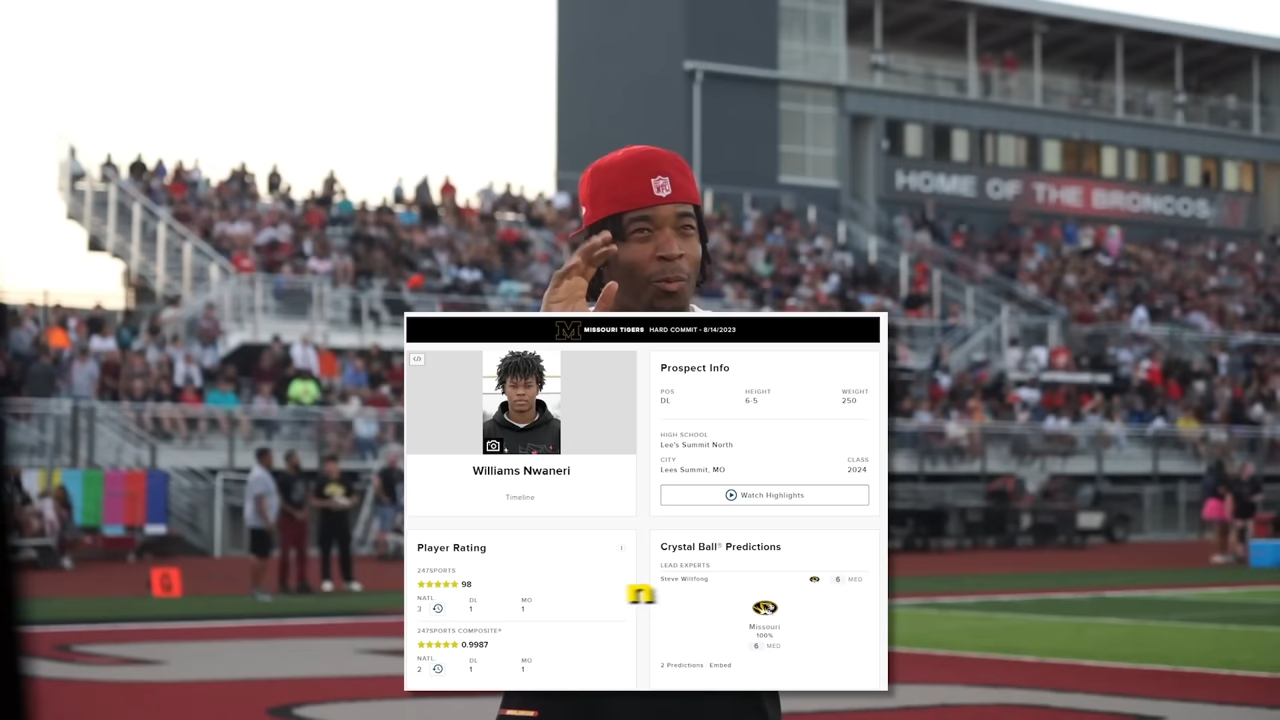 HOME OF THE BRONCOS
MISSOURI TIGERS HARD COMMIT - 8/14/2023
Williams Nwaneri
Timeline
Prospect Info
POS HEIGHT WEIGHT
DL 6-5 250
HIGH SCHOOL
Lee's Summit North
CITY CLASS
Lees Summit, MO 2024
Watch Highlights
Player Rating
247SPORTS
98
NATL DL MO
3 1 1
247SPORTS COMPOSITE®
0.9987
NATL DL MO
2 1 1
n
Crystal Ball® Predictions
LEAD EXPERTS
Steve Wiltfong 6 MED
Missouri
100%
6 MED
2 Predictions Embed